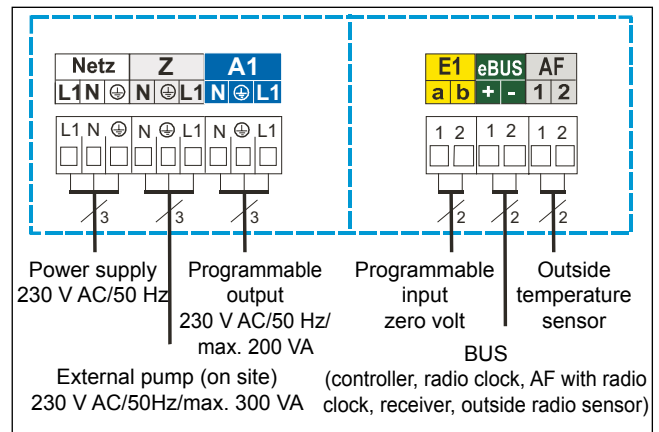 Netz Z A1 E1 eBUS AF
L1 N ⏚ N ⏚ L1 N ⏚ L1 a b + - 1 2
L1 N ⏚ N ⏚ L1 N ⏚ L1 1 2 1 2 1 2
3 3 3 2 2 2
Power supply
230 V AC/50 Hz
Programmable
output
230 V AC/50 Hz/
max. 200 VA
External pump (on site)
230 V AC/50Hz/max. 300 VA
Programmable
input
zero volt
Outside
temperature
sensor
BUS
(controller, radio clock, AF with radio
clock, receiver, outside radio sensor)